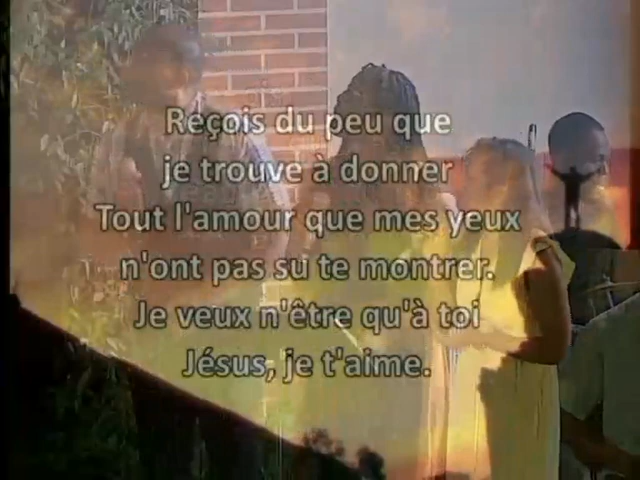 Reçois du peu que
je trouve à donner
Tout l'amour que mes yeux
n'ont pas su te montrer.
Je veux n'être qu'à toi
Jésus, je t'aime.